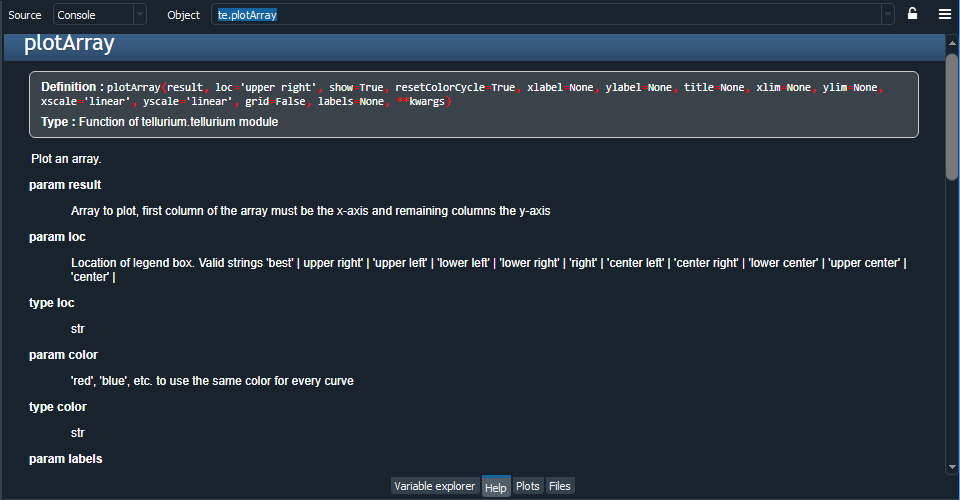 Source Console Object te.plotArray
plotArray
Definition : plotArray(result, loc='upper right', show=True, resetColorCycle=True, xlabel=None, ylabel=None, title=None, xlim=None, ylim=None,
xscale='linear', yscale='linear', grid=False, labels=None, **kwargs)
Type : Function of tellurium.tellurium module
Plot an array.
param result
Array to plot, first column of the array must be the x-axis and remaining columns the y-axis
param loc
Location of legend box. Valid strings 'best' | upper right' | 'upper left' | 'lower left' | 'lower right' | 'right' | 'center left' | 'center right' | 'lower center' | 'upper center' |
'center' |
type loc
str
param color
'red', 'blue', etc. to use the same color for every curve
type color
str
param labels
Variable explorer Help Plots Files